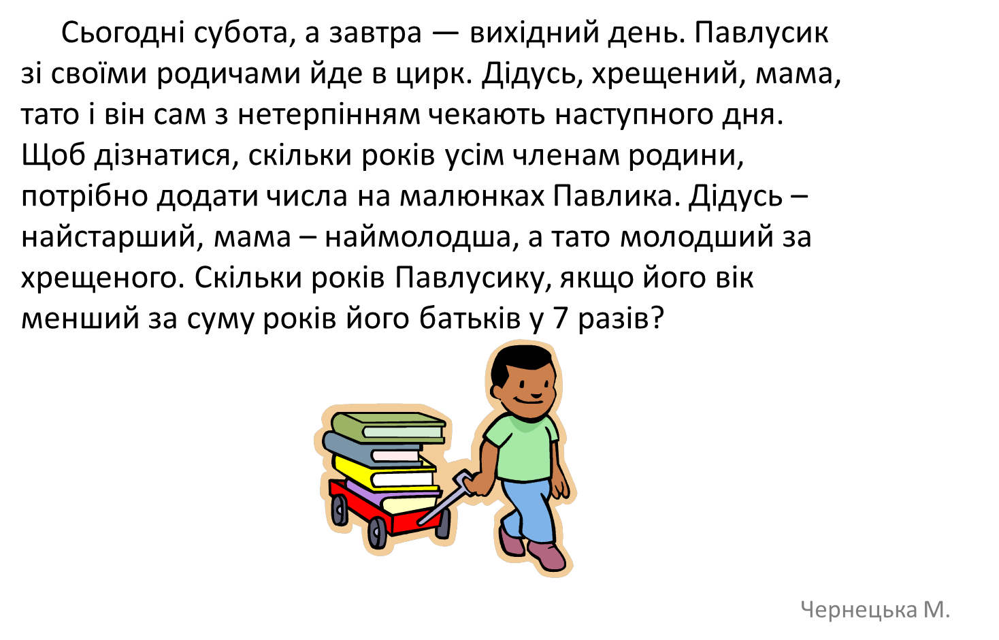 Сьогодні субота, а завтра — вихідний день. Павлусик
зі своїми родичами йде в цирк. Дідусь, хрещений, мама,
тато і він сам з нетерпінням чекають наступного дня.
Щоб дізнатися, скільки років усім членам родини,
потрібно додати числа на малюнках Павлика. Дідусь –
найстарший, мама – наймолодша, а тато молодший за
хрещеного. Скільки років Павлусику, якщо його вік
менший за суму років його батьків у 7 разів?
Чернецька М.